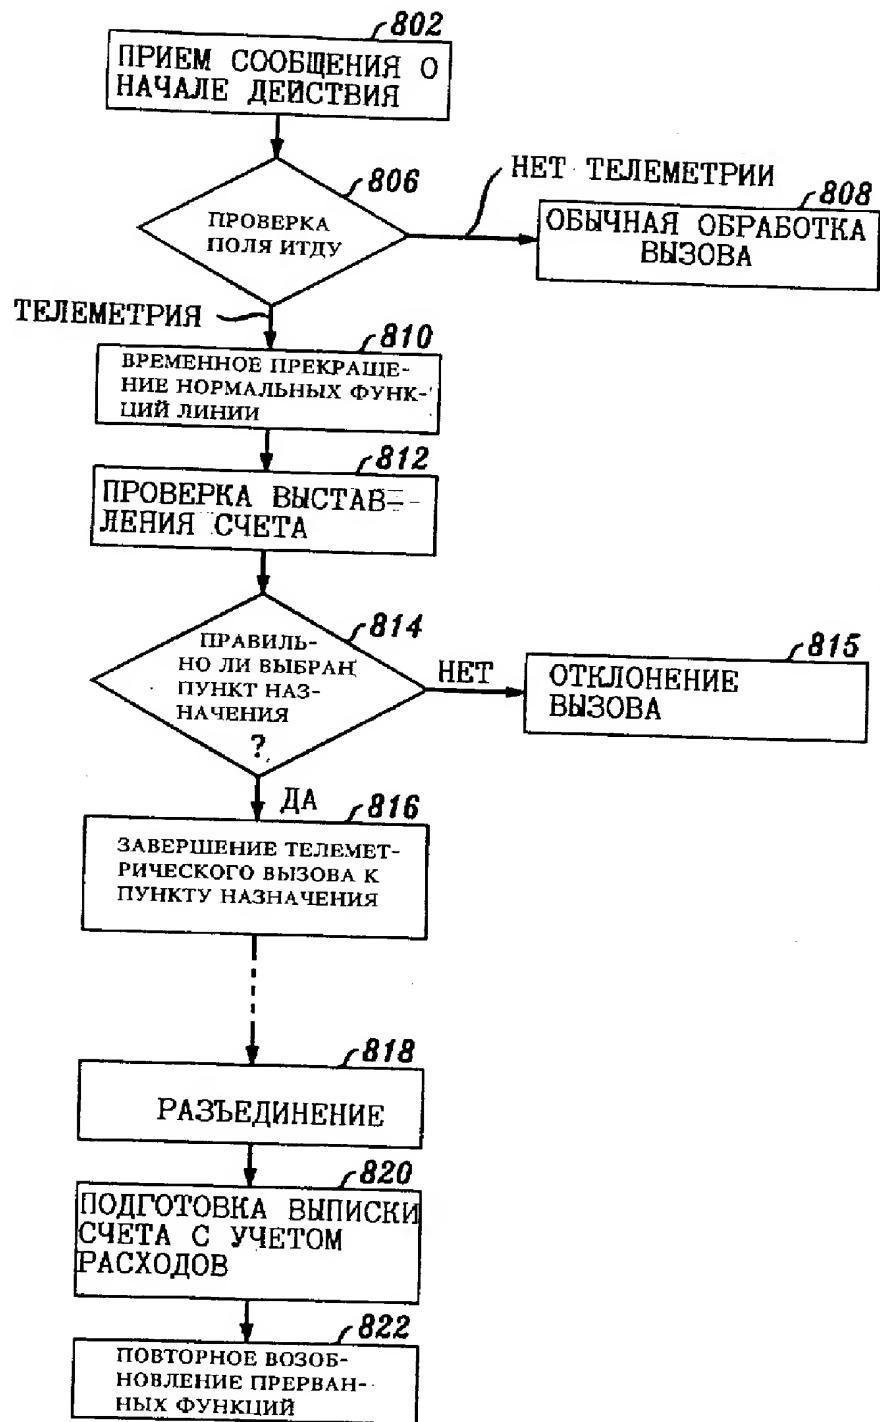 802
ПРИЕМ СООБЩЕНИЯ О
НАЧАЛЕ ДЕЙСТВИЯ
806
ПРОВЕРКА
ПОЛЯ ИТДУ
НЕТ ТЕЛЕМЕТРИИ
808
ОБЫЧНАЯ ОБРАБОТКА
ВЫЗОВА
ТЕЛЕМЕТРИЯ
810
ВРЕМЕННОЕ ПРЕКРАЩЕ-
НИЕ НОРМАЛЬНЫХ ФУНК-
ЦИЙ ЛИНИИ
812
ПРОВЕРКА ВЫСТАВ-
ЛЕНИЯ СЧЕТА
814
ПРАВИЛЬ-
НО ЛИ ВЫБРАН
ПУНКТ НАЗ-
НАЧЕНИЯ
?
НЕТ
815
ОТКЛОНЕНИЕ
ВЫЗОВА
ДА
816
ЗАВЕРШЕНИЕ ТЕЛЕМЕТ-
РИЧЕСКОГО ВЫЗОВА К
ПУНКТУ НАЗНАЧЕНИЯ
818
РАЗЪЕДИНЕНИЕ
820
ПОДГОТОВКА ВЫПИСКИ
СЧЕТА С УЧЕТОМ
РАСХОДОВ
822
ПОВТОРНОЕ ВОЗОБ-
НОВЛЕНИЕ ПРЕРВАН-
НЫХ ФУНКЦИЙ